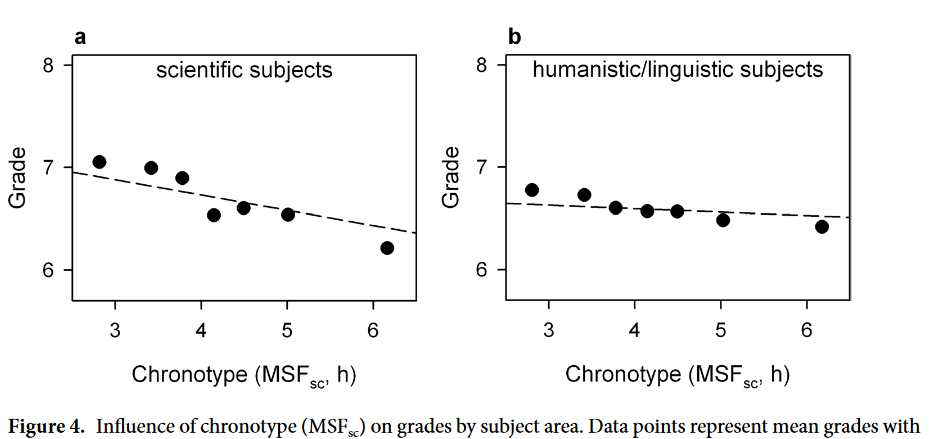 a
scientific subjects
8
7
6
Grade
3 4 5 6
Chronotype (MSFsc, h)
b
humanistic/linguistic subjects
8
7
6
Grade
3 4 5 6
Chronotype (MSFsc, h)
Figure 4. Influence of chronotype (MSFsc) on grades by subject area. Data points represent mean grades with